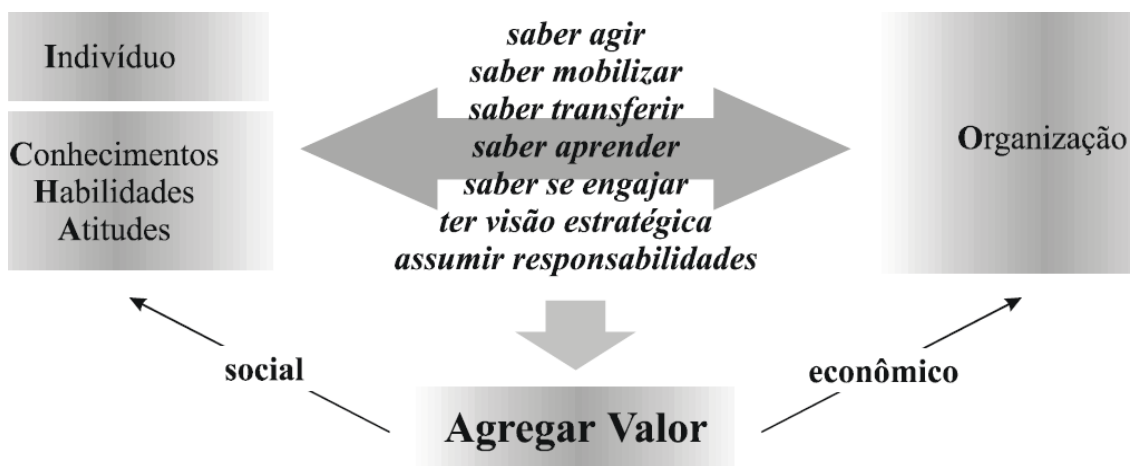 Indivíduo
Conhecimentos
Habilidades
Atitudes
saber agir
saber mobilizar
saber transferir
saber aprender
saber se engajar
ter visão estratégica
assumir responsabilidades
Organização
social
econômico
Agregar Valor